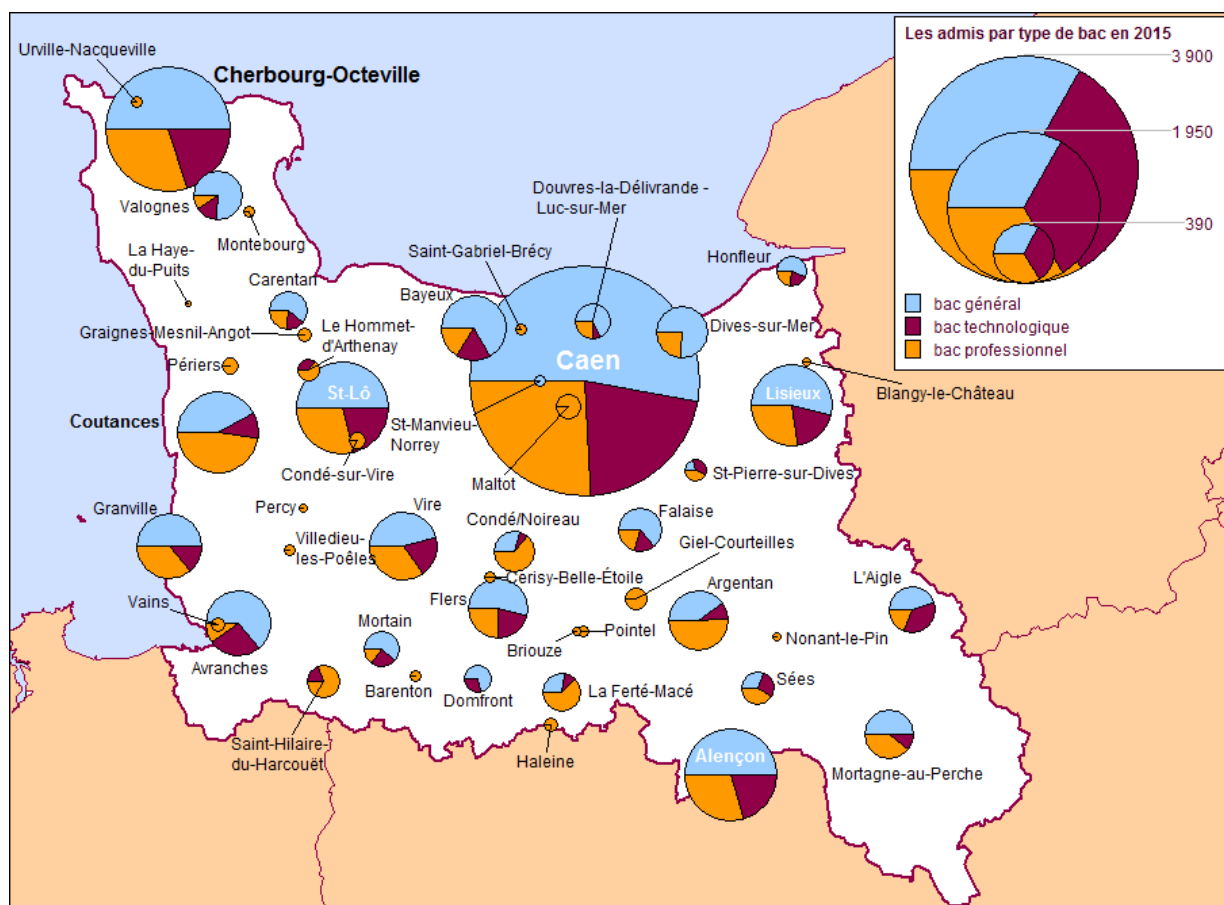 Les admis par type de bac en 2015
3 900
1 950
390
bac général
bac technologique
bac professionnel
Urville-Nacqueville
Cherbourg-Octeville
Valognes
Montebourg
La Haye-
du-Puits
Carentan
Graignes-Mesnil-Angot
Le Hommet-
d'Arthenay
Périers
Saint-Gabriel-Brécy
Douvres-la-Délivrande -
Luc-sur-Mer
Bayeux
Honfleur
Dives-sur-Mer
Caen
Blangy-le-Château
St-Lô
Lisieux
Coutances
St-Manvieu-
Norrey
Condé-sur-Vire
Maltot
St-Pierre-sur-Dives
Percy
Granville
Villedieu-
les-Poêles
Vire
Condé/Noireau
Falaise
Giel-Courteilles
Cerisy-Belle-Étoile
Vains
Avranches
Flers
Argentan
L'Aigle
Mortain
Briouze
Pointel
Nonant-le-Pin
Barenton
Domfront
La Ferté-Macé
Sées
Saint-Hilaire-
du-Harcouët
Haleine
Alençon
Mortagne-au-Perche